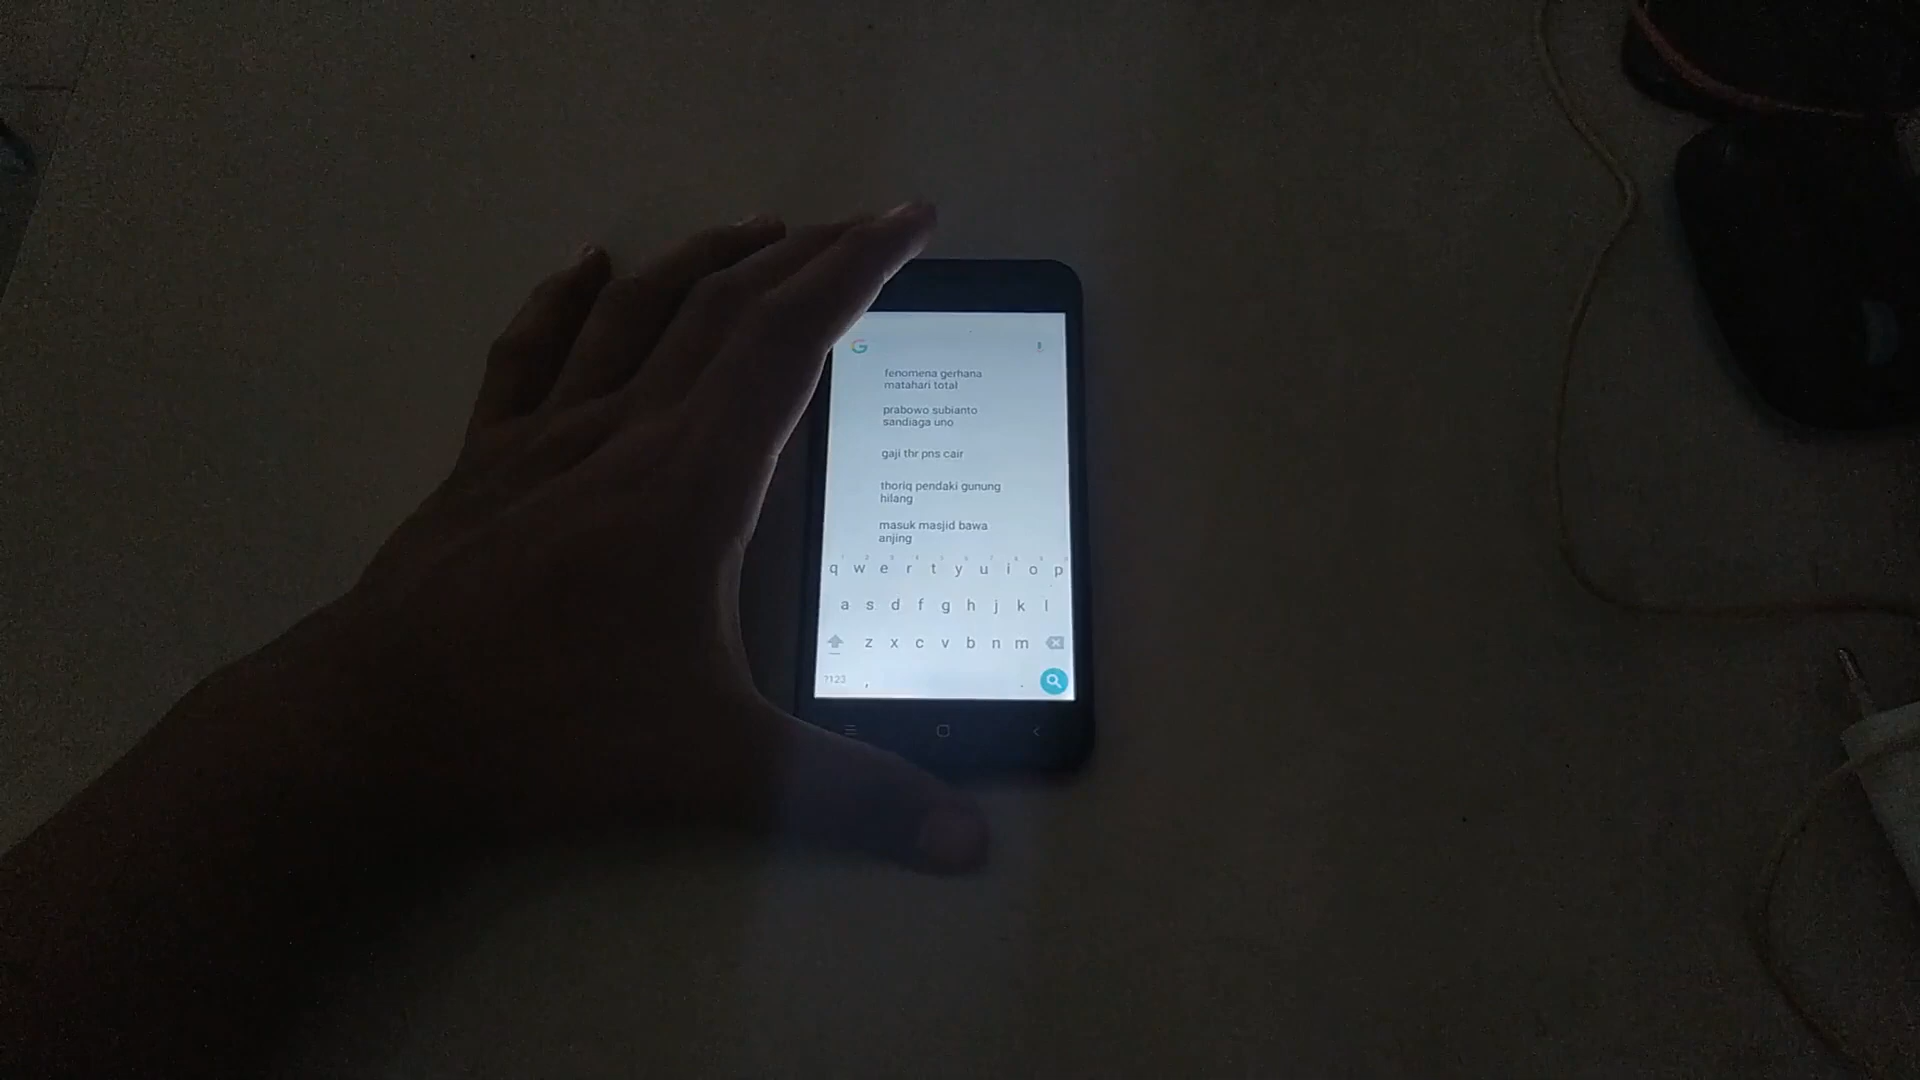 G
fenomena gerhana
matahari total
prabowo subianto
sandiaga uno
gaji thr pns cair
thoriq pendaki gunung
hilang
masuk masjid bawa
anjing
q w e r t y u i o p
a s d f g h j k l
z x c v b n m
?123 , .